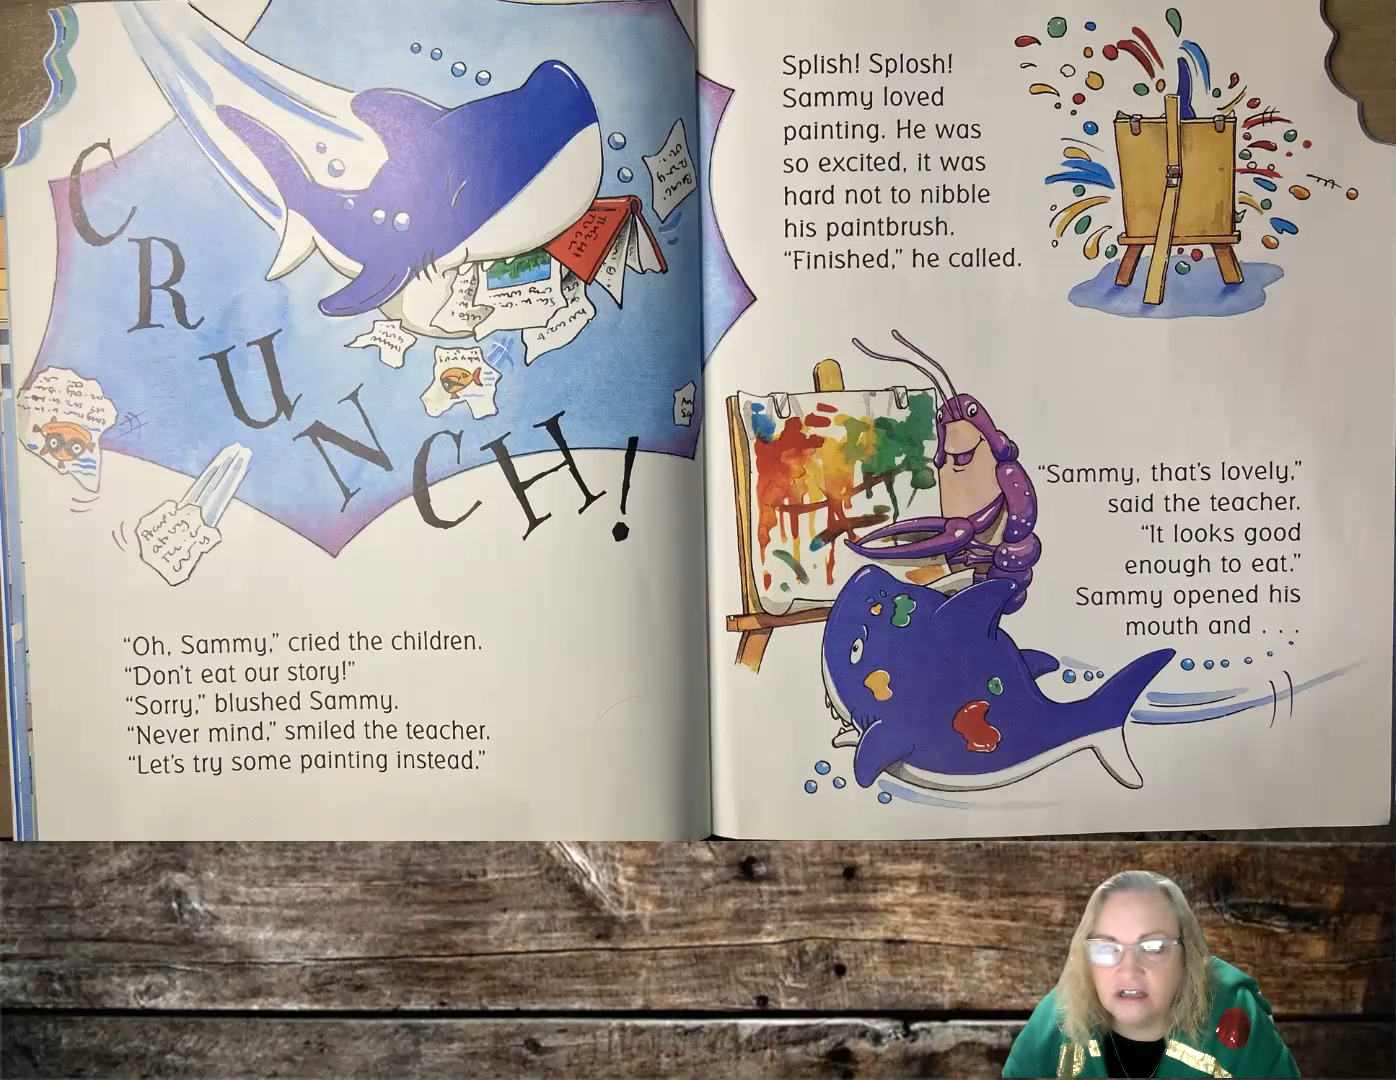 CRUNCH!
"Oh, Sammy," cried the children.
"Don't eat our story!"
"Sorry," blushed Sammy.
"Never mind," smiled the teacher.
"Let's try some painting instead."
Splish! Splosh!
Sammy loved
painting. He was
so excited, it was
hard not to nibble
his paintbrush.
"Finished," he called.
"Sammy, that's lovely,"
said the teacher.
"It looks good
enough to eat."
Sammy opened his
mouth and . . .